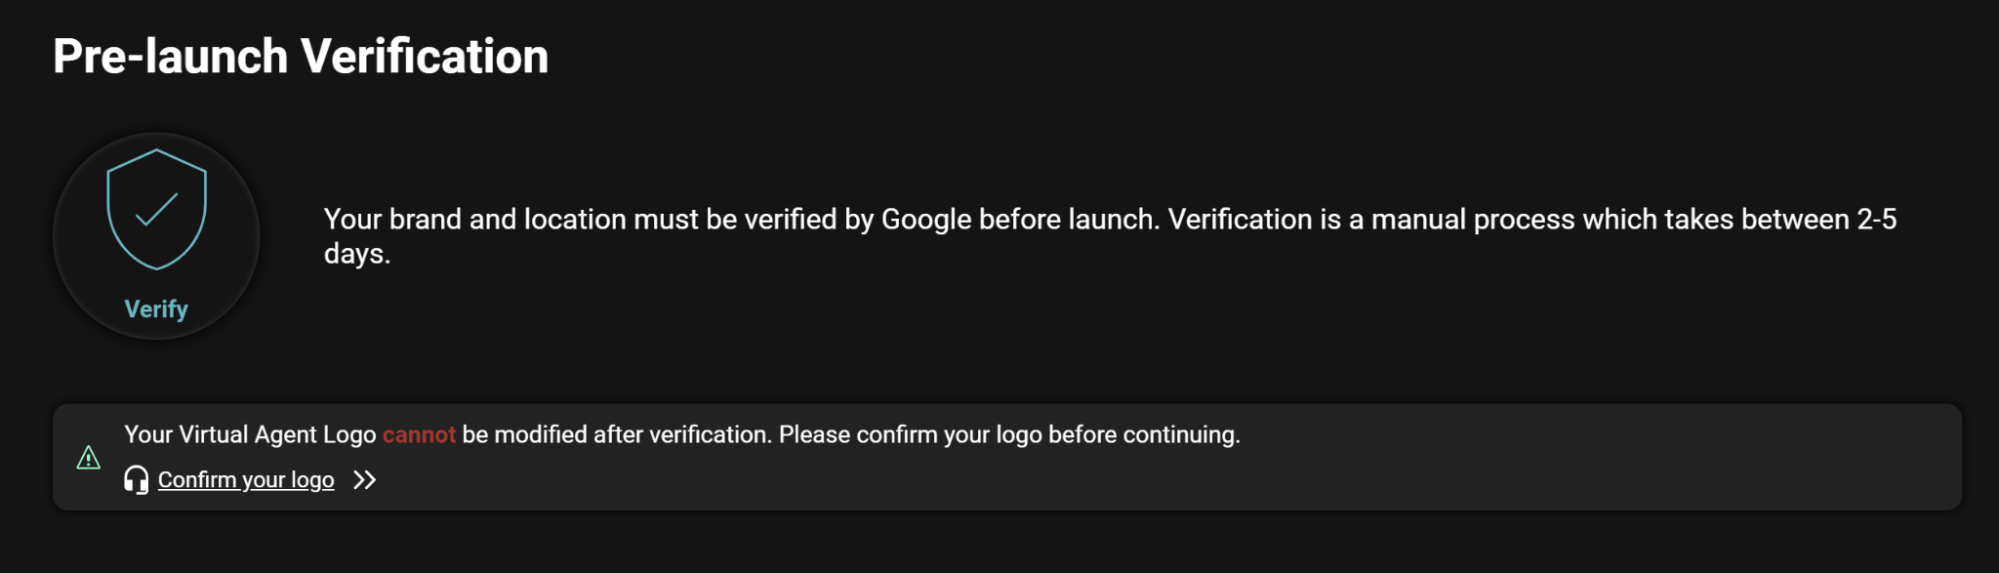 Pre-launch Verification
Your brand and location must be verified by Google before launch. Verification is a manual process which takes between 2-5
days.
Verify
Your Virtual Agent Logo cannot be modified after verification. Please confirm your logo before continuing.
Confirm your logo